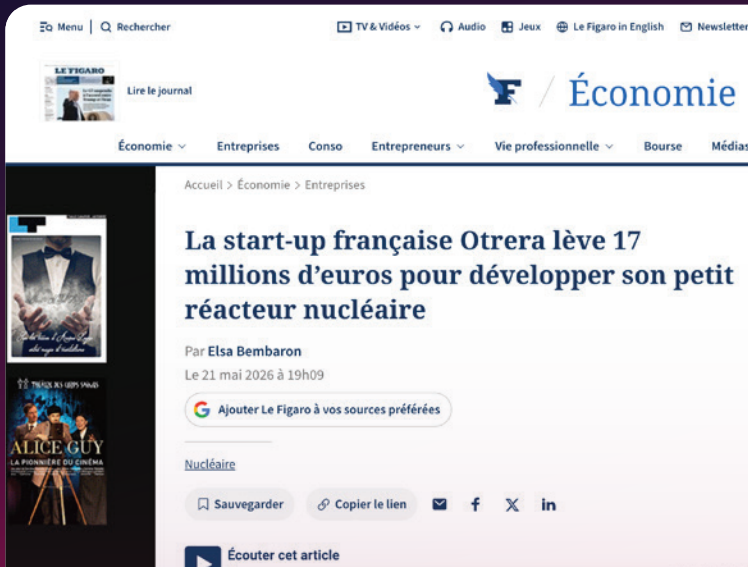 Menu | Rechercher
TV & Vidéos
Audio
Jeux
Le Figaro in English
Newsletter
LE FIGARO
Lire le journal
F / Économie
Économie
Entreprises
Conso
Entrepreneurs
Vie professionnelle
Bourse
Médias
Accueil > Économie > Entreprises
La start-up française Otrera lève 17
millions d’euros pour développer son petit
réacteur nucléaire
Par Elsa Bembaron
Le 21 mai 2026 à 19h09
G Ajouter Le Figaro à vos sources préférées
Nucléaire
Sauvegarder
Copier le lien
f X in
Écouter cet article
ALICE GUY
LA PIONNIÈRE DU CINÉMA